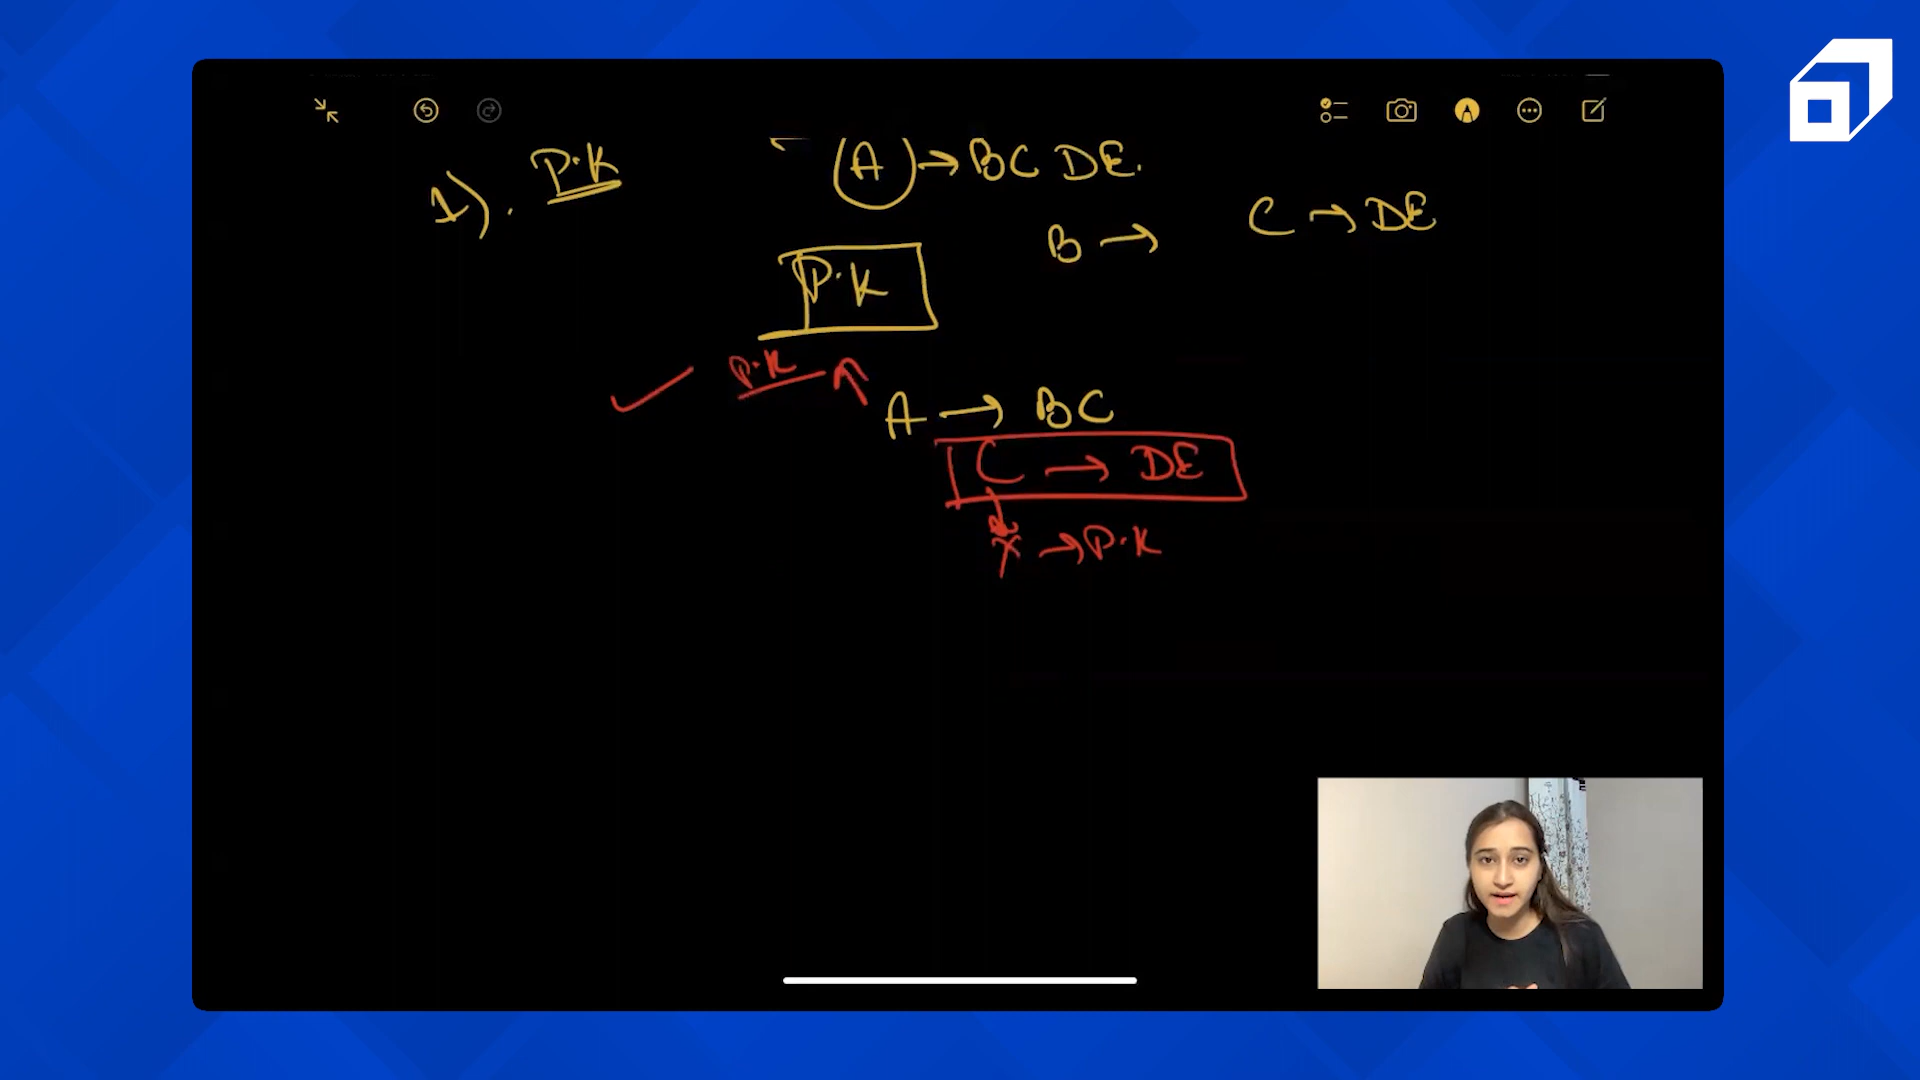 1). P.K
A → BC DE.
B →
C → DE
P.K
P.K
A → BC
C → DE
x → P.K